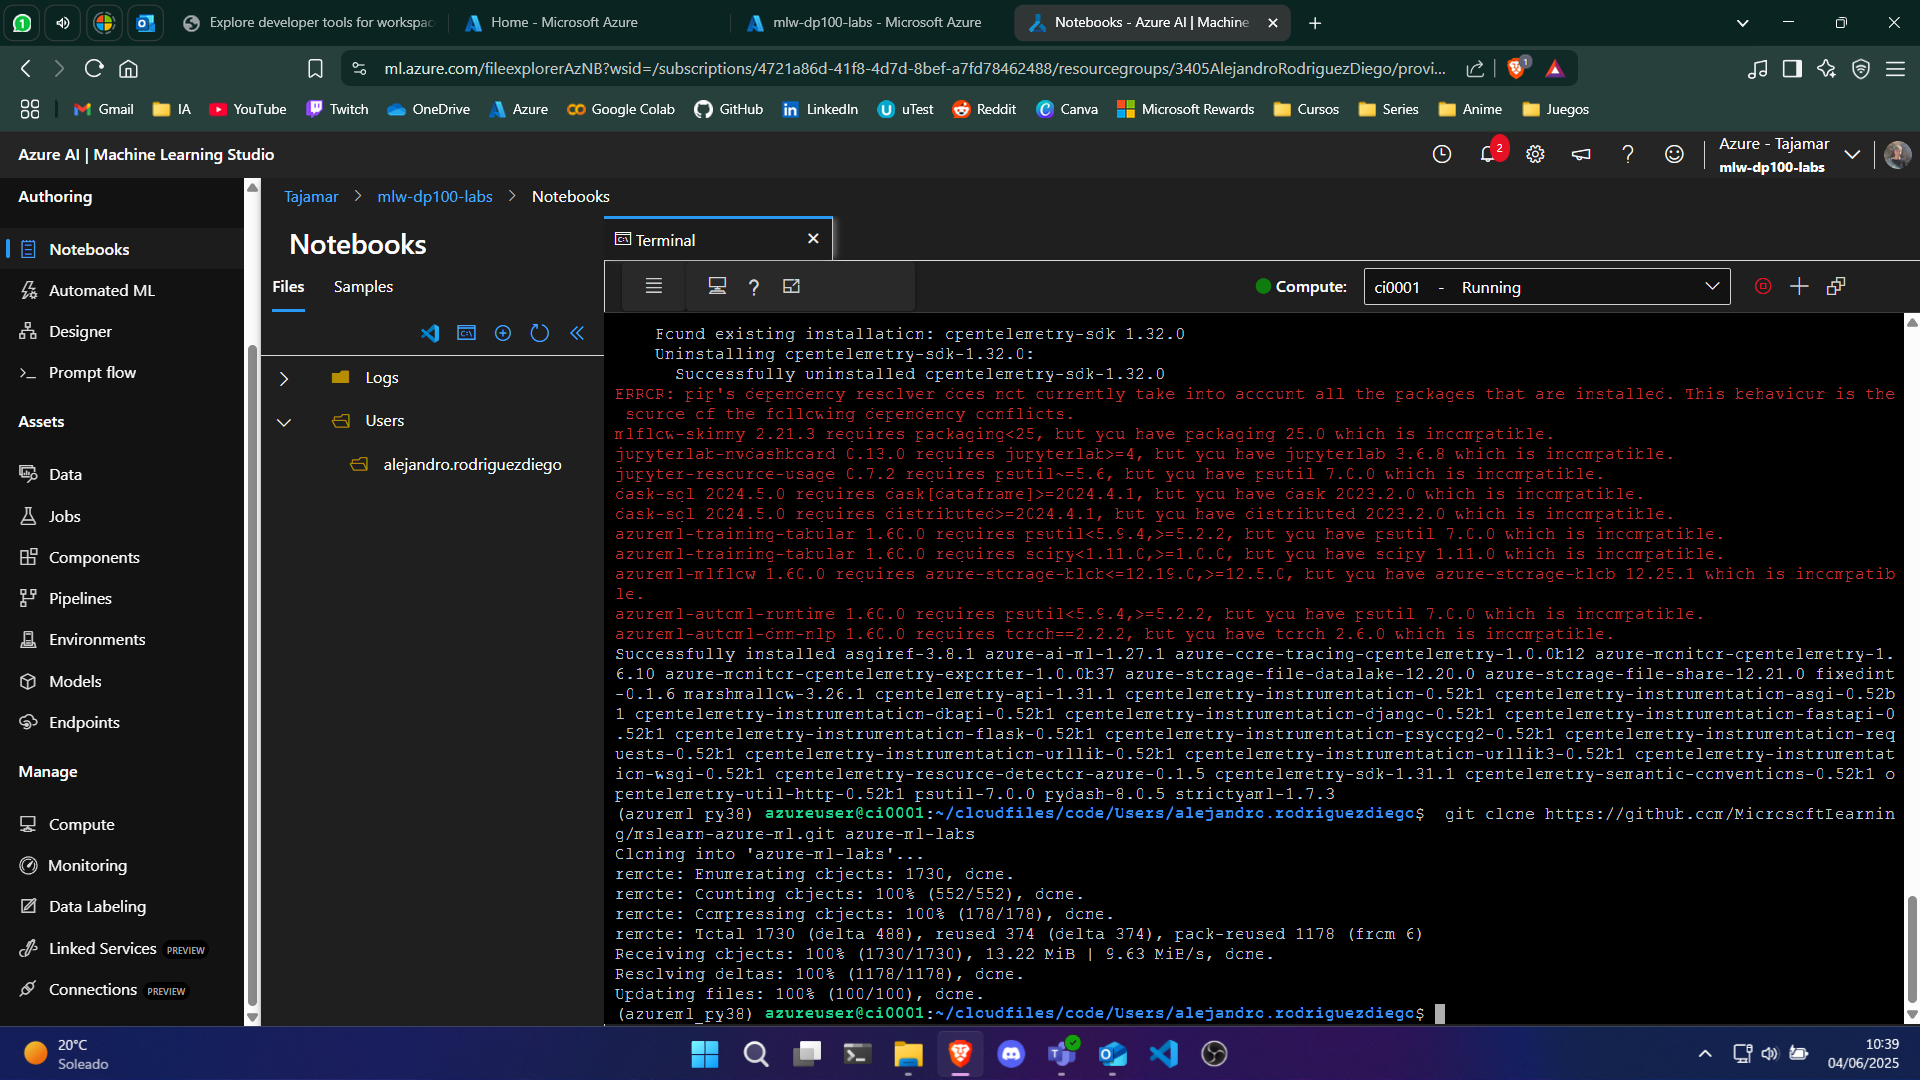 Explore developer tools for workspac
Home - Microsoft Azure
mlw-dp100-labs - Microsoft Azure
Notebooks - Azure AI | Machine
ml.azure.com/fileexplorerAzNB?wsid=/subscriptions/4721a86d-41f8-4d7d-8bef-a7fd78462488/resourcegroups/3405AlejandroRodriguezDiego/provi...
1
Gmail
IA
YouTube
Twitch
OneDrive
Azure
Google Colab
GitHub
LinkedIn
uTest
Reddit
Canva
Microsoft Rewards
Cursos
Series
Anime
Juegos
Azure AI | Machine Learning Studio
2
Azure - Tajamar
mlw-dp100-labs
Authoring
Notebooks
Automated ML
Designer
Prompt flow
Assets
Data
Jobs
Components
Pipelines
Environments
Models
Endpoints
Manage
Compute
Monitoring
Data Labeling
Linked Services PREVIEW
Connections PREVIEW
Tajamar > mlw-dp100-labs > Notebooks
Notebooks
Files
Samples
Logs
Users
alejandro.rodriguezdiego
Terminal
Compute:
ci0001 - Running
Found existing installation: opentelemetry-sdk 1.32.0
Uninstalling opentelemetry-sdk-1.32.0:
Successfully uninstalled opentelemetry-sdk-1.32.0
ERROR: pip's dependency resolver does not currently take into account all the packages that are installed. This behaviour is the
source of the following dependency conflicts.
mlflow-skinny 2.21.3 requires packaging<25, but you have packaging 25.0 which is incompatible.
jupyterlab-nvdashboard 0.13.0 requires jupyterlab>=4, but you have jupyterlab 3.6.8 which is incompatible.
jupyter-resource-usage 0.7.2 requires psutil~=5.6, but you have psutil 7.0.0 which is incompatible.
dask-sql 2024.5.0 requires dask[dataframe]>=2024.4.1, but you have dask 2023.2.0 which is incompatible.
dask-sql 2024.5.0 requires distributed>=2024.4.1, but you have distributed 2023.2.0 which is incompatible.
azureml-training-tabular 1.60.0 requires psutil<5.9.4,>=5.2.2, but you have psutil 7.0.0 which is incompatible.
azureml-training-tabular 1.60.0 requires scipy<1.11.0,>=1.0.0, but you have scipy 1.11.0 which is incompatible.
azureml-mlflow 1.60.0 requires azure-storage-blob<=12.19.0,>=12.5.0, but you have azure-storage-blob 12.25.1 which is incompatib
le.
azureml-automl-runtime 1.60.0 requires psutil<5.9.4,>=5.2.2, but you have psutil 7.0.0 which is incompatible.
azureml-automl-dnn-nlp 1.60.0 requires torch==2.2.2, but you have torch 2.6.0 which is incompatible.
Successfully installed asgiref-3.8.1 azure-ai-ml-1.27.1 azure-core-tracing-opentelemetry-1.0.0b12 azure-monitor-opentelemetry-1.
6.10 azure-monitor-opentelemetry-exporter-1.0.0b37 azure-storage-file-datalake-12.20.0 azure-storage-file-share-12.21.0 fixedint
-0.1.6 marshmallow-3.26.1 opentelemetry-api-1.31.1 opentelemetry-instrumentation-0.52b1 opentelemetry-instrumentation-asgi-0.52b
1 opentelemetry-instrumentation-dbapi-0.52b1 opentelemetry-instrumentation-django-0.52b1 opentelemetry-instrumentation-fastapi-0
.52b1 opentelemetry-instrumentation-flask-0.52b1 opentelemetry-instrumentation-psycopg2-0.52b1 opentelemetry-instrumentation-req
uests-0.52b1 opentelemetry-instrumentation-urllib-0.52b1 opentelemetry-instrumentation-urllib3-0.52b1 opentelemetry-instrumentat
ion-wsgi-0.52b1 opentelemetry-resource-detector-azure-0.1.5 opentelemetry-sdk-1.31.1 opentelemetry-semantic-conventions-0.52b1 o
pentelemetry-util-http-0.52b1 psutil-7.0.0 pydash-8.0.5 strictyaml-1.7.3
(azureml_py38) azureuser@ci0001:~/cloudfiles/code/Users/alejandro.rodriguezdiego$ git clone https://github.com/MicrosoftLearnin
g/mslearn-azure-ml.git azure-ml-labs
Cloning into 'azure-ml-labs'...
remote: Enumerating objects: 1730, done.
remote: Counting objects: 100% (552/552), done.
remote: Compressing objects: 100% (178/178), done.
remote: Total 1730 (delta 488), reused 374 (delta 374), pack-reused 1178 (from 6)
Receiving objects: 100% (1730/1730), 13.22 MiB | 9.63 MiB/s, done.
Resolving deltas: 100% (1178/1178), done.
Updating files: 100% (100/100), done.
(azureml_py38) azureuser@ci0001:~/cloudfiles/code/Users/alejandro.rodriguezdiego$
20°C
Soleado
10:39
04/06/2025